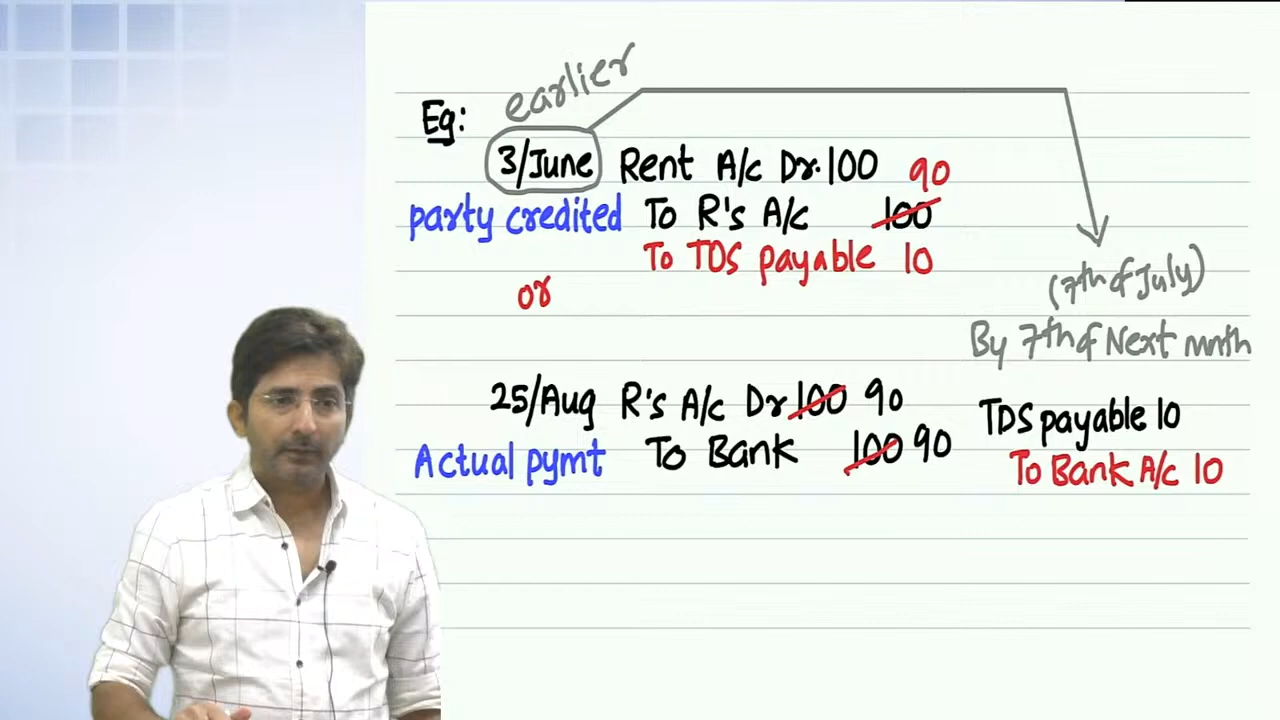 earlier
Eg:
3/June Rent A/c Dr. 100
90
party credited To R's A/c 100
To TDS payable 10
or
(7th of July)
By 7th of Next mnth
25/Aug R's A/c Dr 100 90
Actual pymt To Bank 100 90
TDS payable 10
To Bank A/c 10